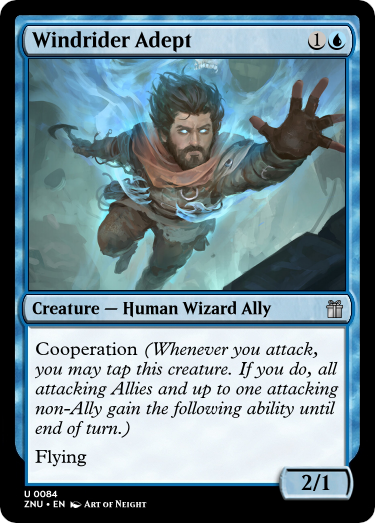 Windrider Adept 1
Creature — Human Wizard Ally
Cooperation (Whenever you attack,
you may tap this creature. If you do, all
attacking Allies and up to one attacking
non-Ally gain the following ability until
end of turn.)
Flying
2/1
U 0084
ZNU • EN Art of Neight